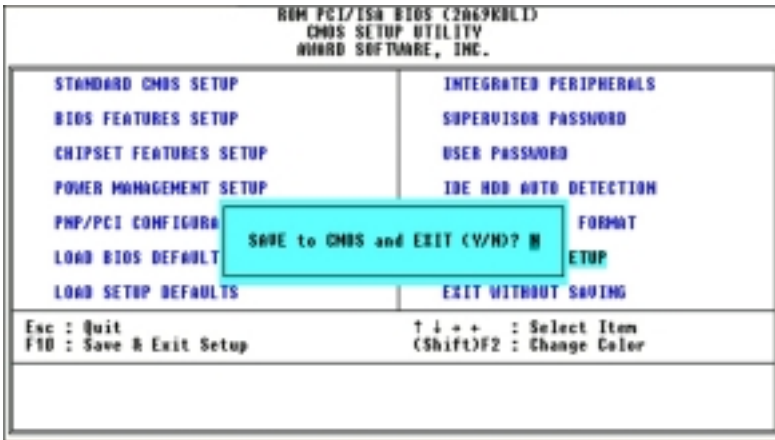 ROM PCI/ISA BIOS (2A69KDLI)
CMOS SETUP UTILITY
AWARD SOFTWARE, INC.
STANDARD CMOS SETUP
INTEGRATED PERIPHERALS
BIOS FEATURES SETUP
SUPERVISOR PASSWORD
CHIPSET FEATURES SETUP
USER PASSWORD
POWER MANAGEMENT SETUP
IDE HDD AUTO DETECTION
PNP/PCI CONFIGURA
FORMAT
SAVE to CMOS and EXIT (Y/N)? N
LOAD BIOS DEFAULT
ETUP
LOAD SETUP DEFAULTS
EXIT WITHOUT SAVING
Esc : Quit
↑ ↓ → ← : Select Item
F10 : Save & Exit Setup
(Shift)F2 : Change Color